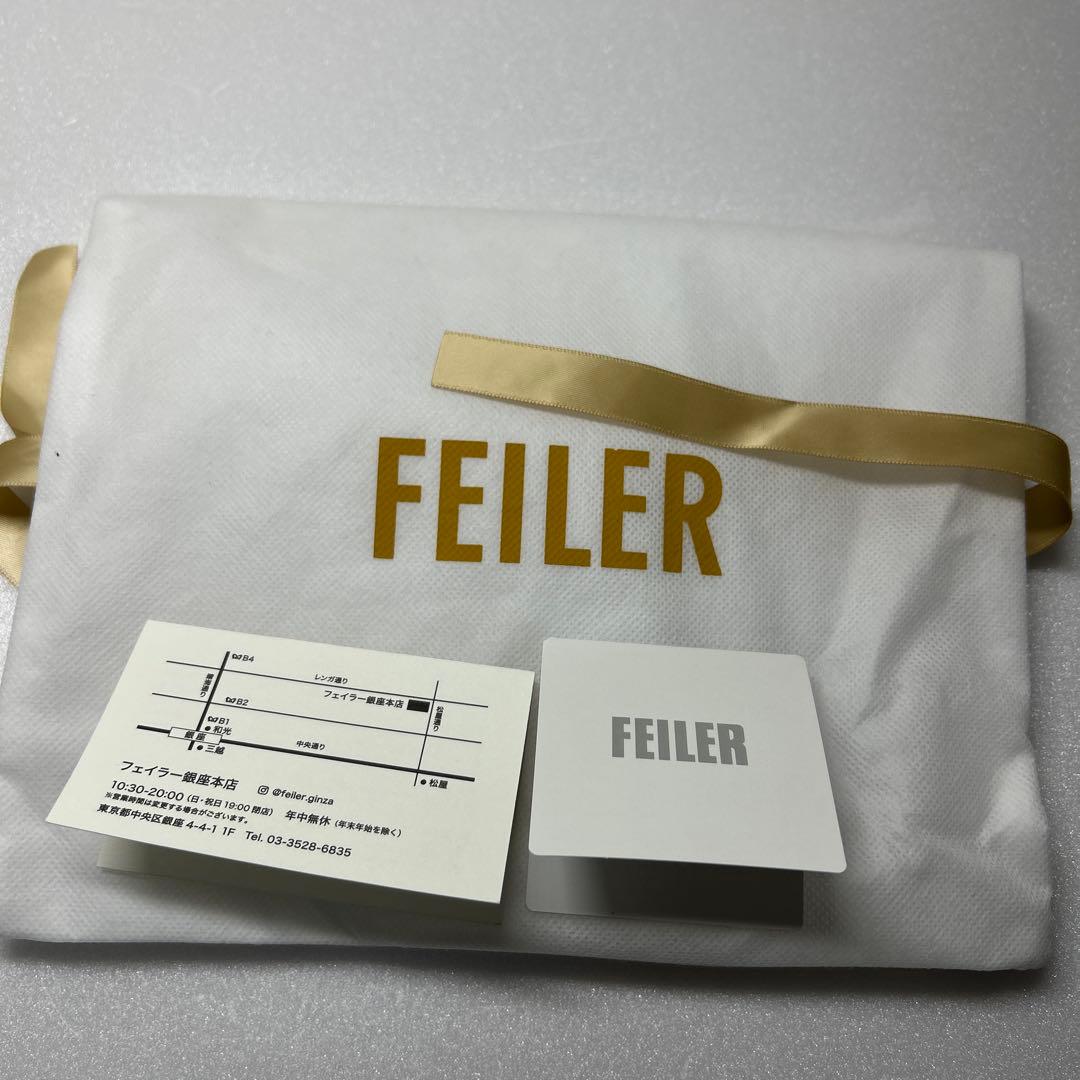 FEILER
B4
レンガ通り
晴海通り
フェイラー銀座本店
松屋通り
B2
B1
和光
銀座
三越
中央通り
松屋
フェイラー銀座本店 @feiler.ginza
10:30-20:00 (日・祝日19:00 閉店) 年中無休 (年末年始を除く)
※営業時間は変更する場合がございます。
東京都中央区銀座 4-4-1 1F Tel. 03-3528-6835
FEILER